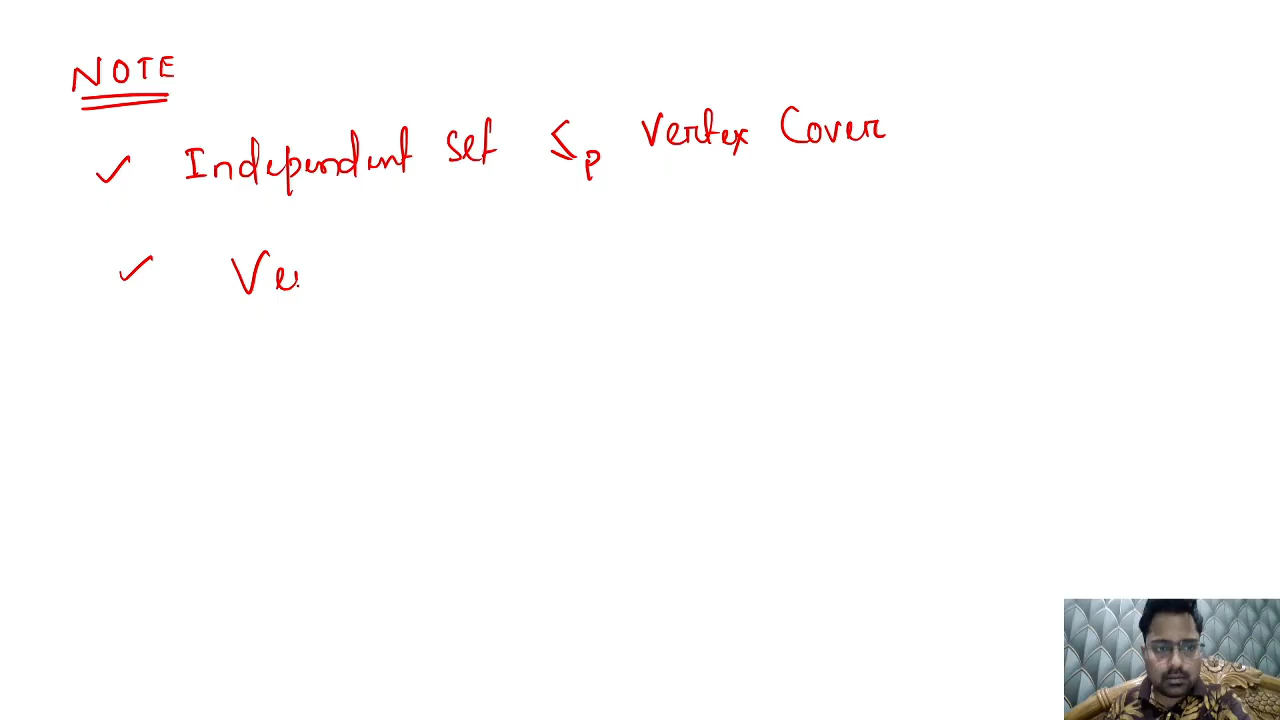 NOTE
✓ Independent Set ≤p Vertex Cover
✓ Ve